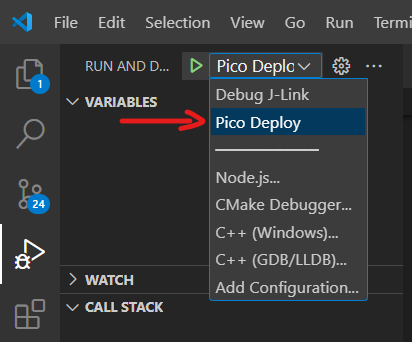 File Edit Selection View Go Run Termi
RUN AND D... Pico Deplo
Debug J-Link
VARIABLES
Pico Deploy
1
Node.js...
24
CMake Debugger...
C++ (Windows)...
C++ (GDB/LLDB)...
WATCH
Add Configuration...
CALL STACK